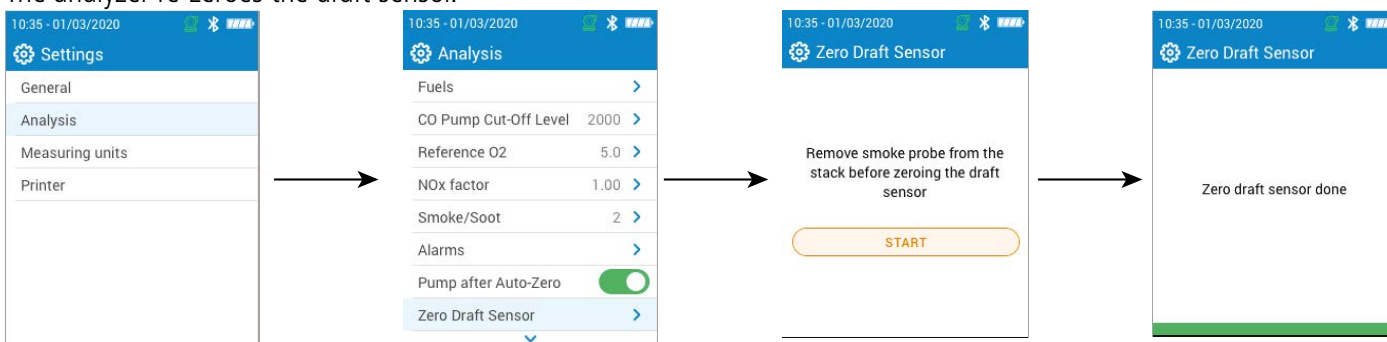 The analyzer re-zeroes the draft sensor.
10:35 - 01/03/2020
Settings
General
Analysis
Measuring units
Printer
10:35 - 01/03/2020
Analysis
Fuels
CO Pump Cut-Off Level 2000
Reference O2 5.0
NOx factor 1.00
Smoke/Soot 2
Alarms
Pump after Auto-Zero
Zero Draft Sensor
10:35 - 01/03/2020
Zero Draft Sensor
Remove smoke probe from the
stack before zeroing the draft
sensor
START
10:35 - 01/03/2020
Zero Draft Sensor
Zero draft sensor done